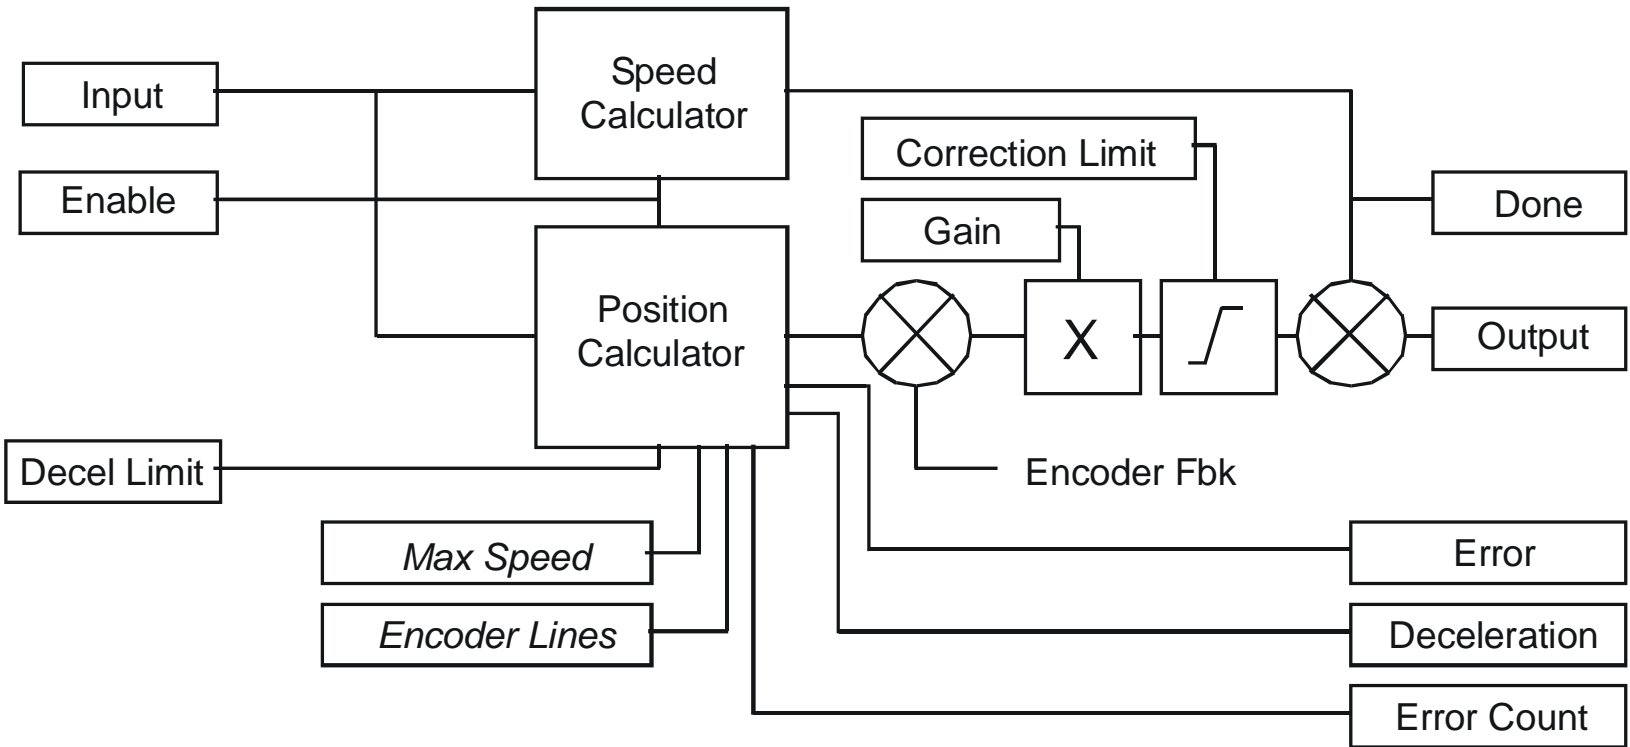 Speed
Calculator
Input
Correction Limit
Enable
Done
Gain
Position
Calculator
X
Output
Decel Limit
Encoder Fbk
Max Speed
Error
Encoder Lines
Deceleration
Error Count